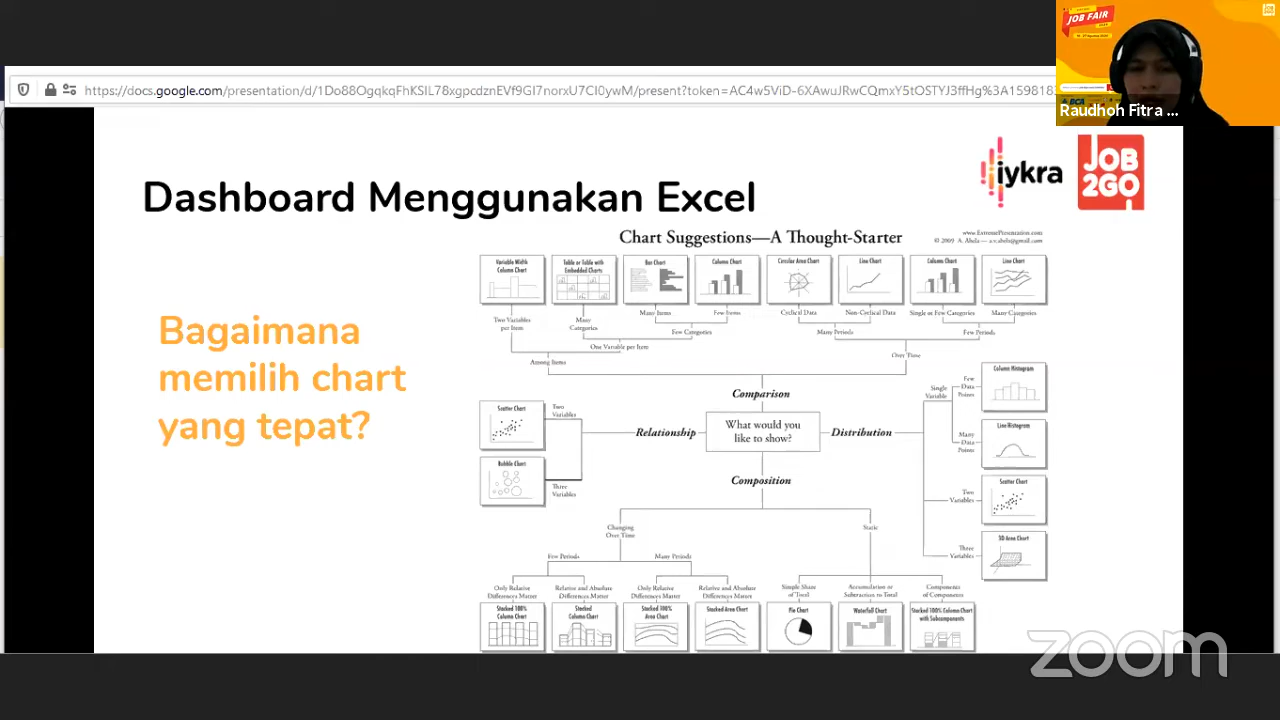 JOB FAIR
https://docs.google.com/presentation/d/1Do88OgqkqFhKSIL78xgpcdznEVf9GI7norxU7CI0ywM/present?token=AC4w5ViD-6XAwuJRwCQmxY5tOSTYJ3ffHg%3A159818
Raudhoh Fitra ...
iykra
JOB
2GO
Dashboard Menggunakan Excel
Chart Suggestions—A Thought-Starter
www.ExtremePresentation.com
© 2009 A. Abela — a.v.abela@gmail.com
Bagaimana
memilih chart
yang tepat?
Variable Width
Column Chart
Table or Table with
Embedded Charts
Bar Chart
Column Chart
Circular Area Chart
Line Chart
Column Chart
Line Chart
Two Variables
per Item
Many
Categories
Many Items
Few Items
Cyclical Data
Non-Cyclical Data
Single or Few Categories
Many Categories
Few Categories
Many Periods
Few Periods
One Variable per Item
Among Items
Over Time
Comparison
Relationship
What would you
like to show?
Distribution
Composition
Scatter Chart
Two
Variables
Bubble Chart
Three
Variables
Single
Variable
Few
Data
Points
Column Histogram
Many
Data
Points
Line Histogram
Two
Variables
Scatter Chart
Three
Variables
3D Area Chart
Changing
Over Time
Static
Few Periods
Many Periods
Only Relative
Differences Matter
Relative and Absolute
Differences Matter
Only Relative
Differences Matter
Relative and Absolute
Differences Matter
Simple Share
of Total
Accumulation or
Subtraction to Total
Components
of Components
Stacked 100%
Column Chart
Stacked
Column Chart
Stacked 100%
Area Chart
Stacked Area Chart
Pie Chart
Waterfall Chart
Stacked 100% Column Chart
with Subcomponents
zoom